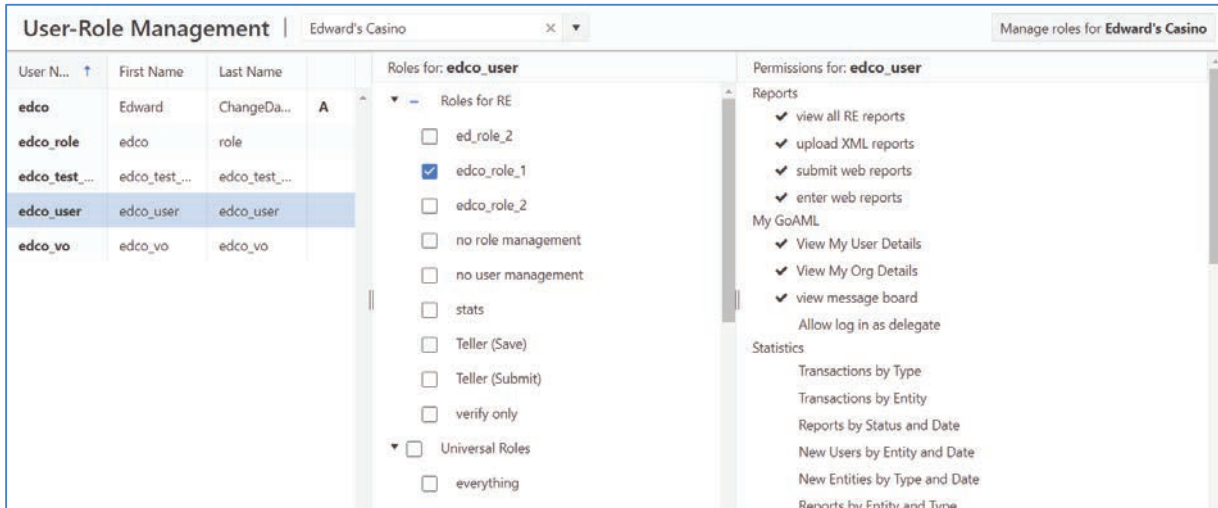 User-Role Management | Edward's Casino
Manage roles for Edward's Casino
User N... First Name Last Name
edco Edward ChangeDa... A
edco_role edco role
edco_test_... edco_test_... edco_test_...
edco_user edco_user edco_user
edco_vo edco_vo edco_vo
Roles for: edco_user
Roles for RE
ed_role_2
edco_role_1
edco_role_2
no role management
no user management
stats
Teller (Save)
Teller (Submit)
verify only
Universal Roles
everything
Permissions for: edco_user
Reports
view all RE reports
upload XML reports
submit web reports
enter web reports
My GoAML
View My User Details
View My Org Details
view message board
Allow log in as delegate
Statistics
Transactions by Type
Transactions by Entity
Reports by Status and Date
New Users by Entity and Date
New Entities by Type and Date
Reports by Entity and Type